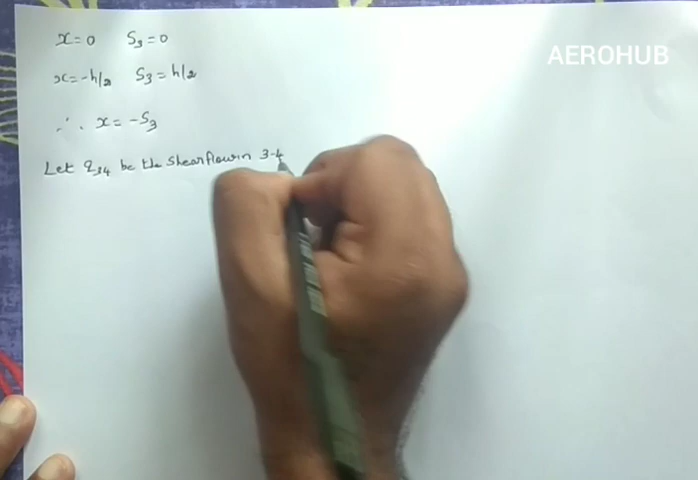 AEROHUB
x=0 S₃=0
x=-h/2 S₃=h/2
∴ x=-S₃
Let q₃₄ be the shear flow in 3-4